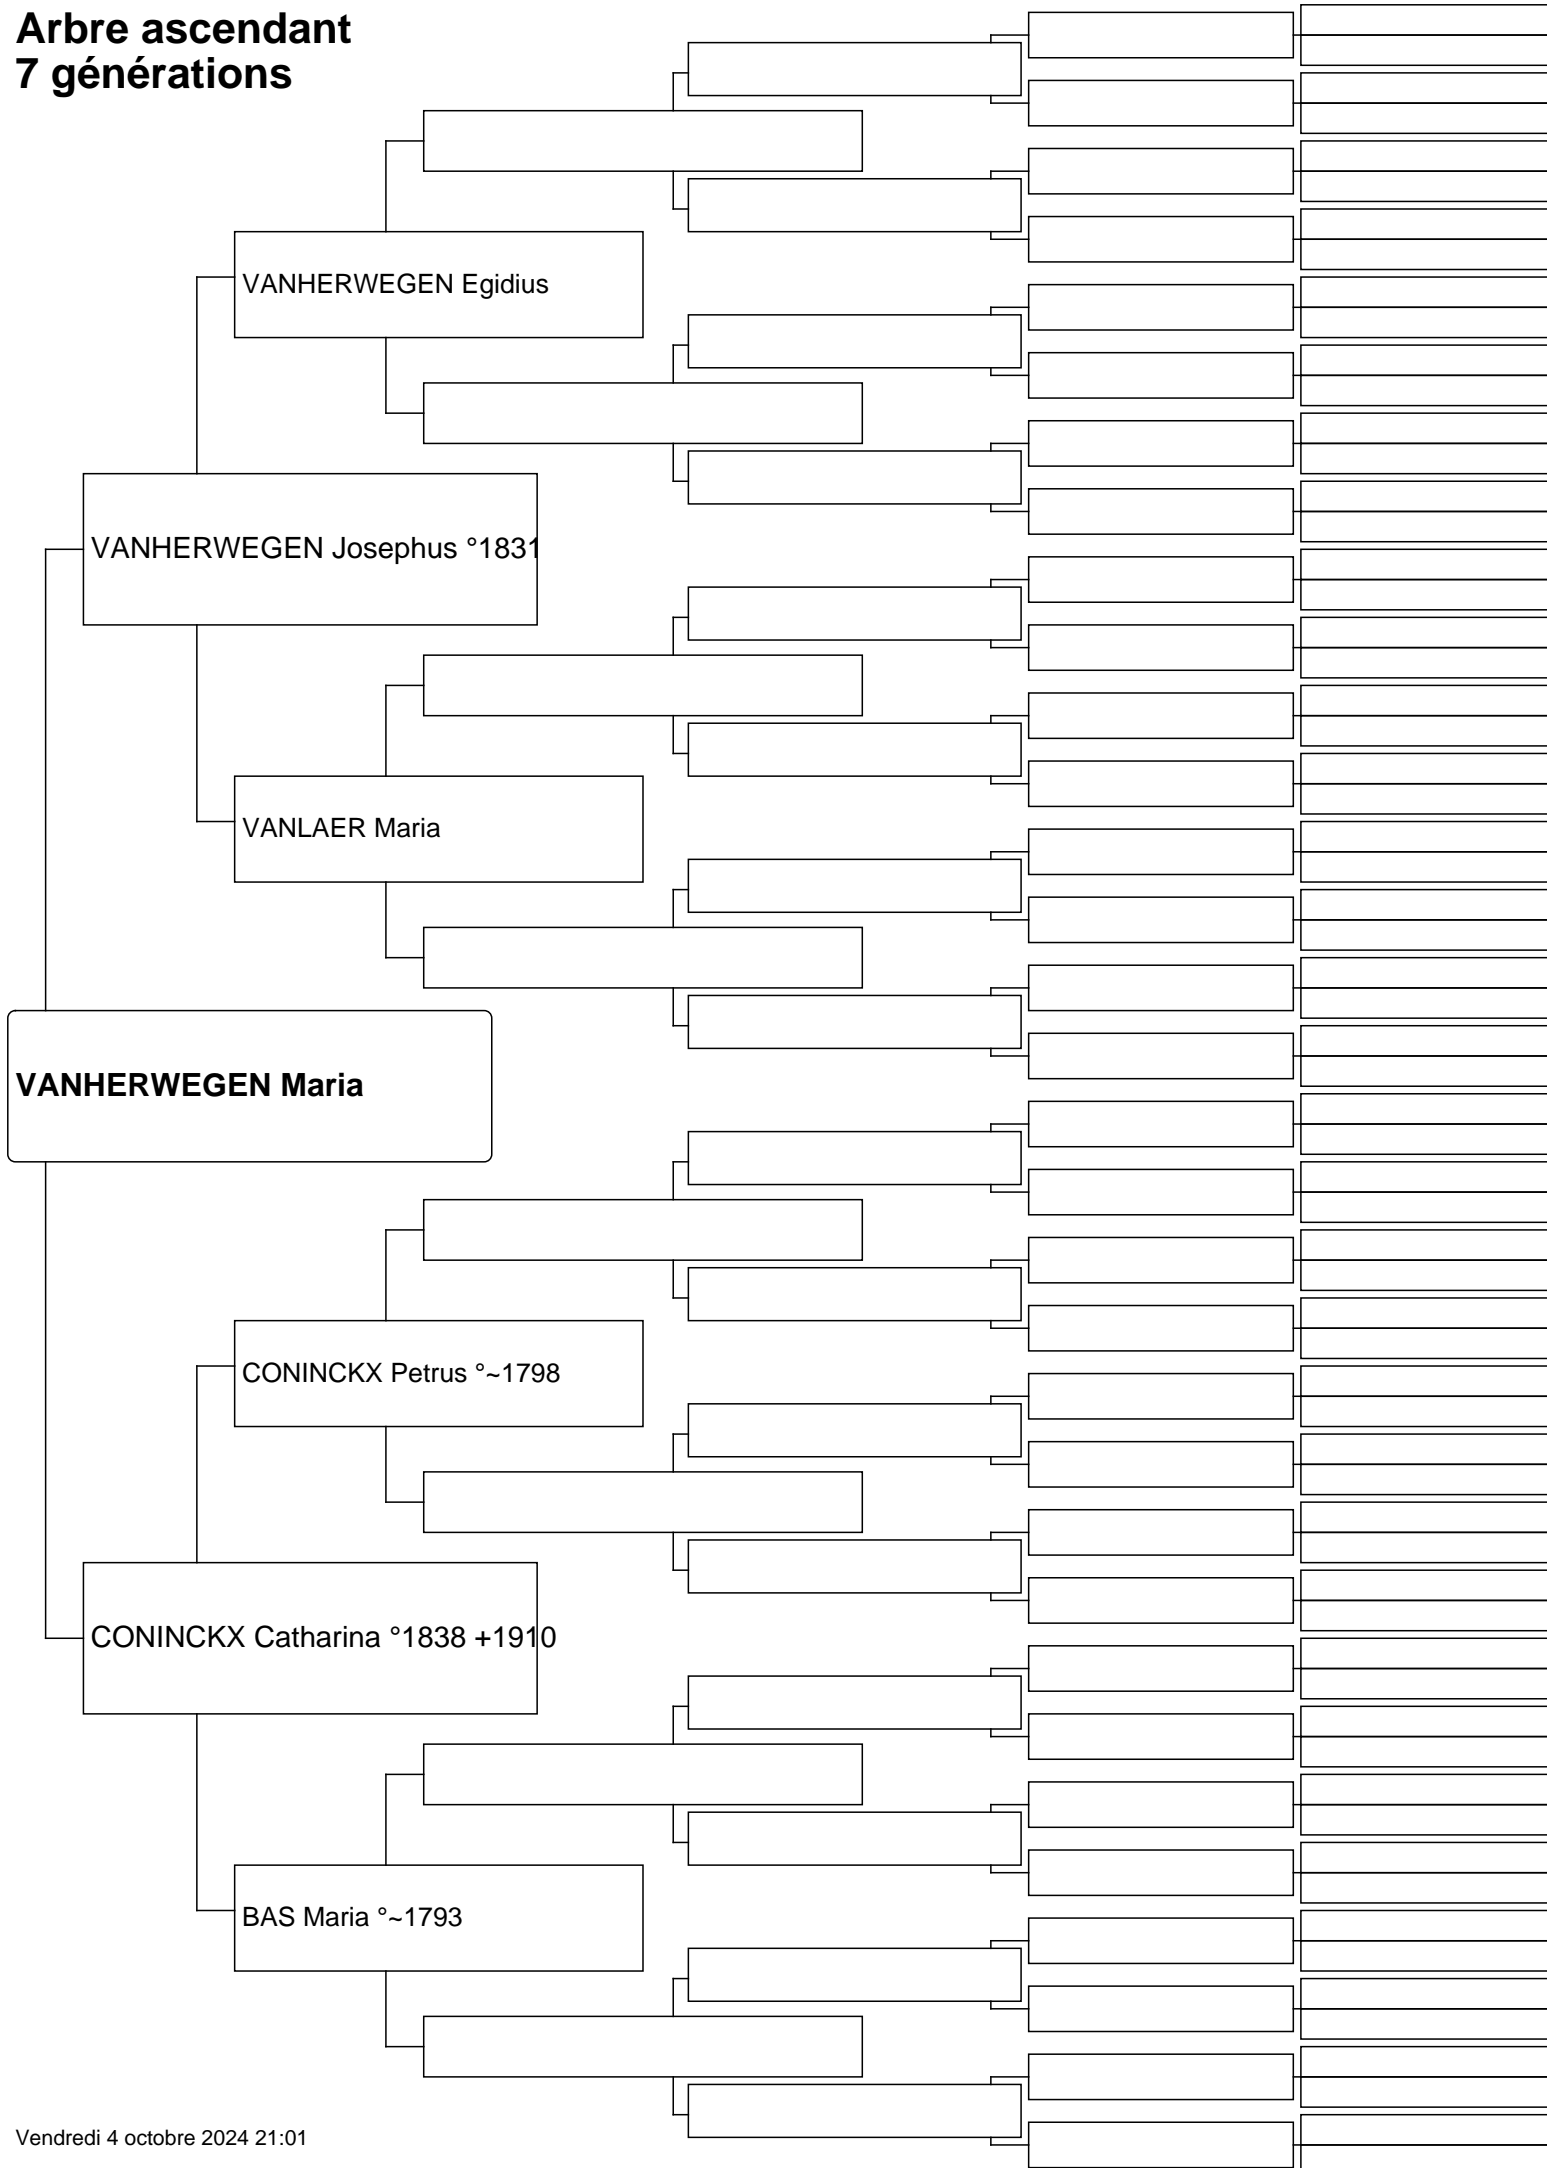 Arbre ascendant
7 générations
VANHERWEGEN Egidius
VANHERWEGEN Josephus °1831
VANLAER Maria
VANHERWEGEN Maria
CONINCKX Petrus °~1798
CONINCKX Catharina °1838 +1910
BAS Maria °~1793
Vendredi 4 octobre 2024 21:01